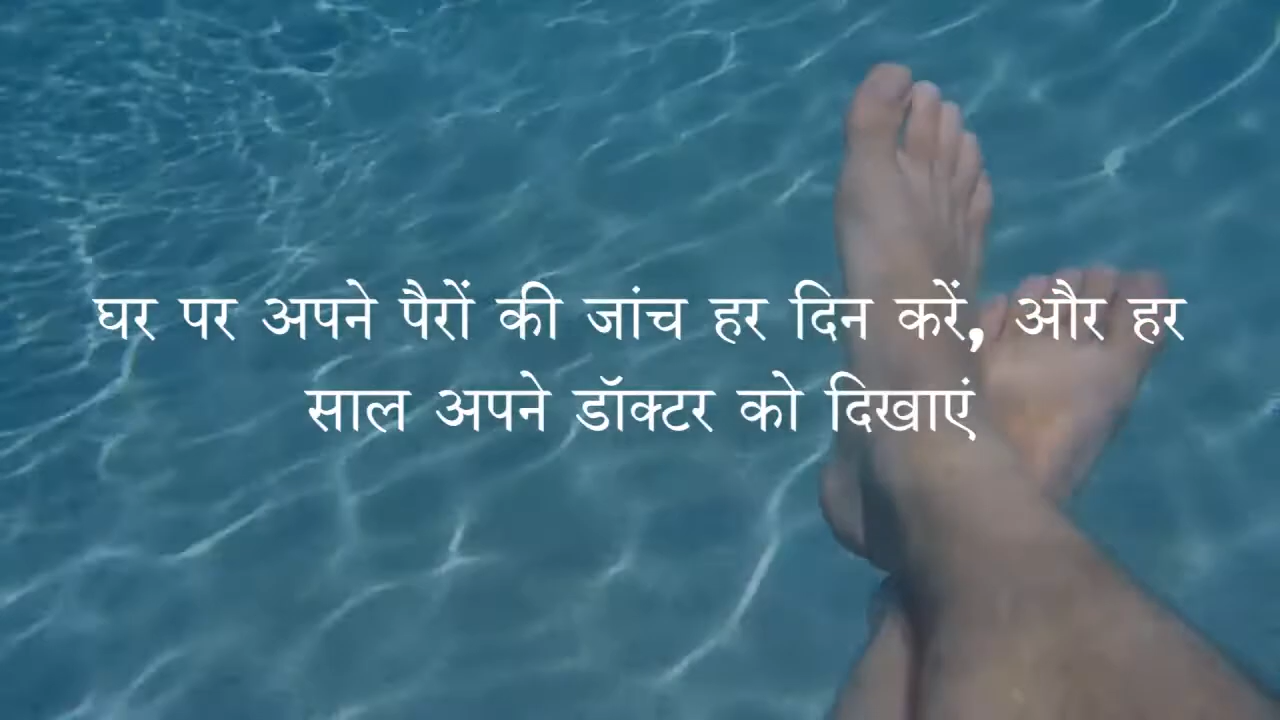 घर पर अपने पैरों की जांच हर दिन करें, और हर
साल अपने डॉक्टर को दिखाएं